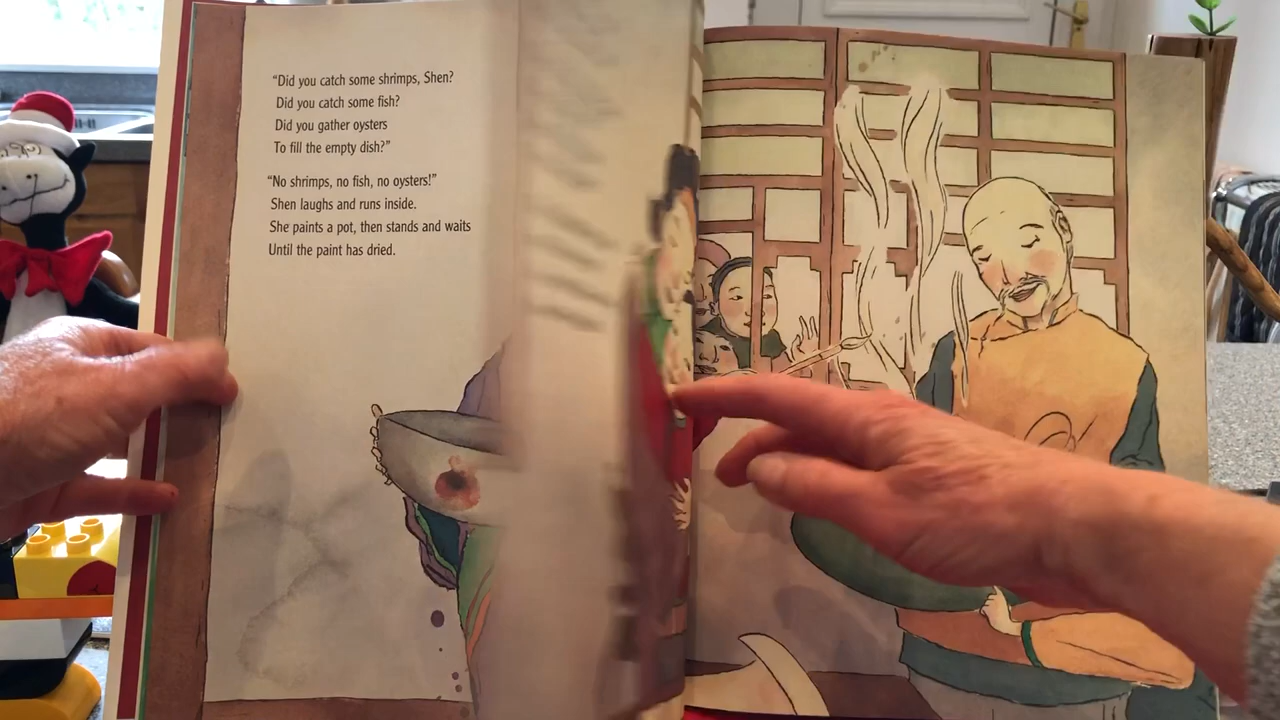 “Did you catch some shrimps, Shen?
Did you catch some fish?
Did you gather oysters
To fill the empty dish?”
“No shrimps, no fish, no oysters!”
Shen laughs and runs inside.
She paints a pot, then stands and waits
Until the paint has dried.